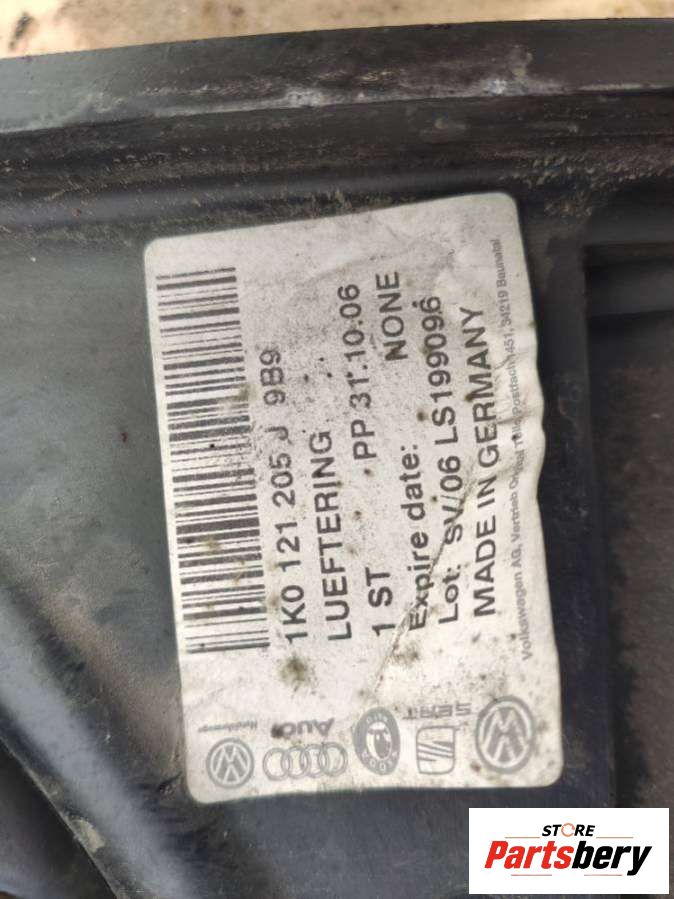 1K0 121 205 J 9B9
LUEFTERING
1 ST PP 31.10.06
Expire date: NONE
Lot: SV/06 LS199096
MADE IN GERMANY
Volkswagen AG, Vertrieb Original Teile, Postfach 1451, 34219 Baunatal
Audi
SEAT
STORE
Partsbery